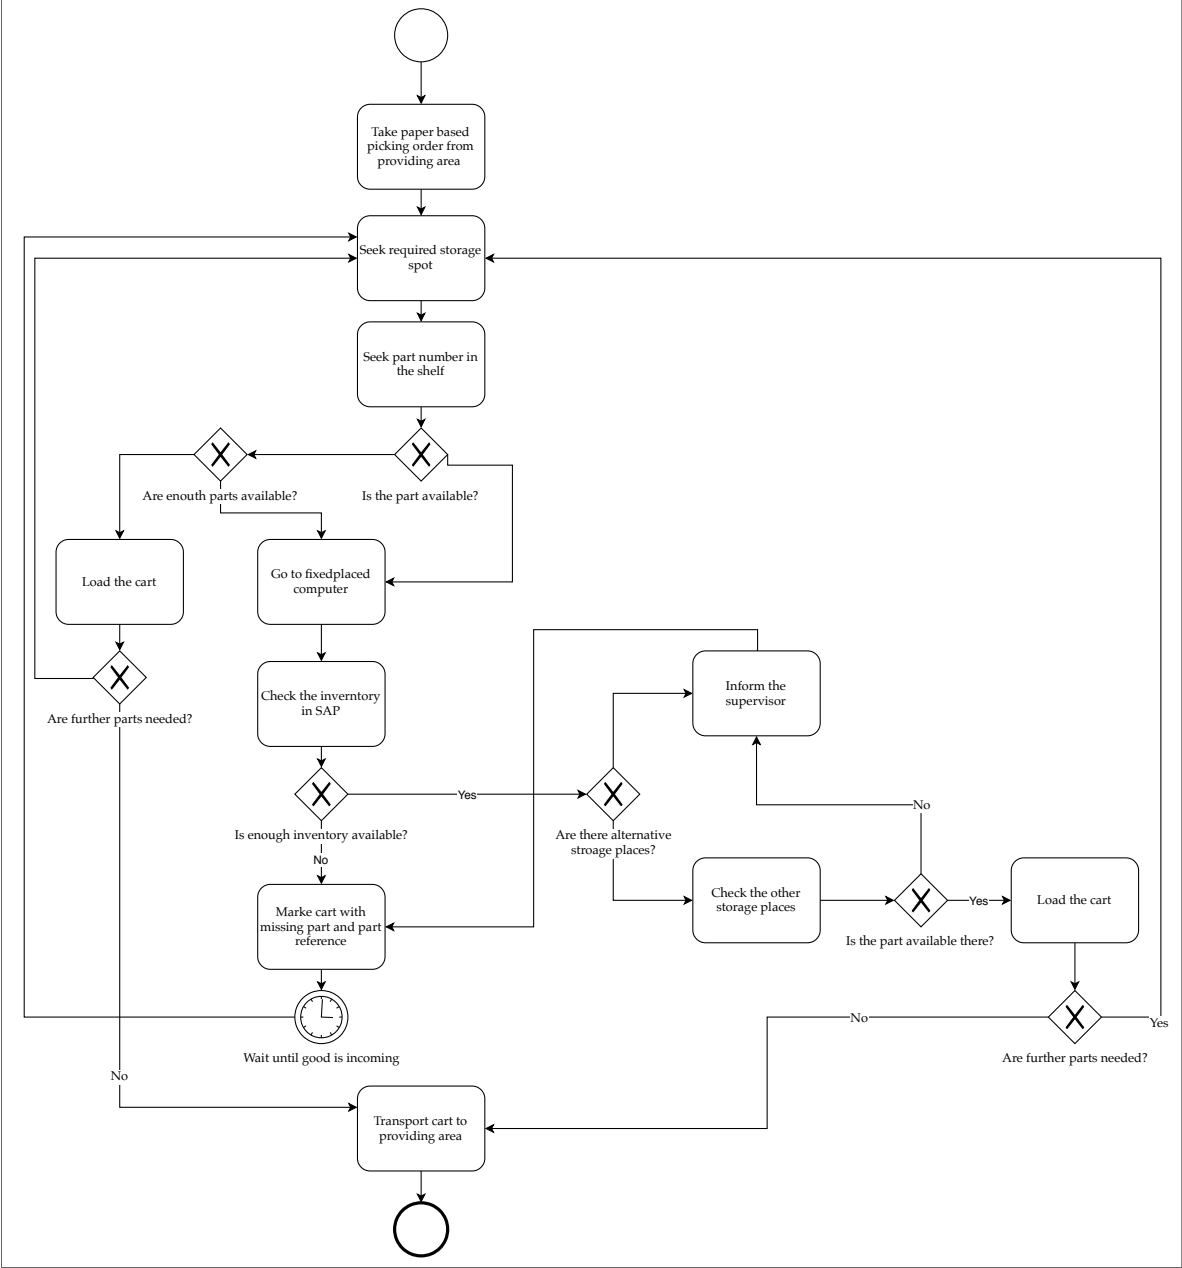 Take paper based
picking order from
providing area
Seek required storage
spot
Seek part number in
the shelf
Are enouth parts available?
Is the part available?
Load the cart
Go to fixedplaced
computer
Are further parts needed?
Check the inverntory
in SAP
Inform the
supervisor
Yes
Is enough inventory available?
Are there alternative
stroage places?
No
No
Marke cart with
missing part and part
reference
Check the other
storage places
Yes
Load the cart
Is the part available there?
Wait until good is incoming
No
Yes
Are further parts needed?
No
Transport cart to
providing area